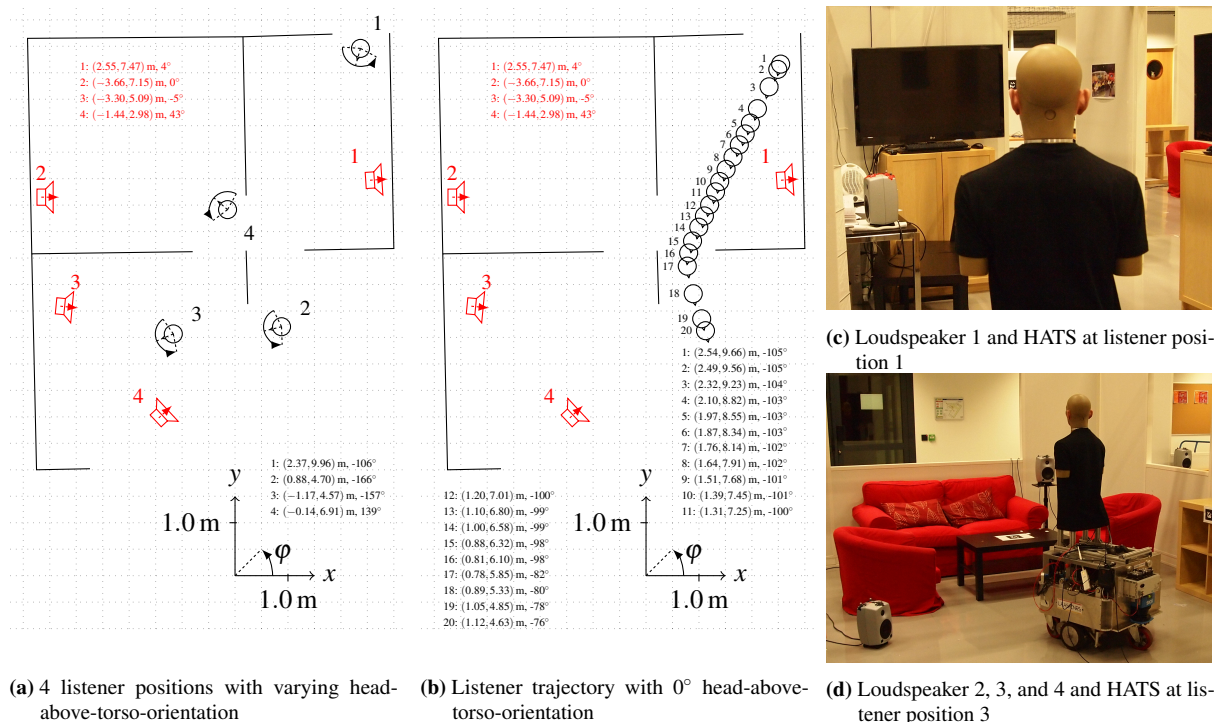 1
1: (2.55,7.47) m, 4°
2: (−3.66,7.15) m, 0°
3: (−3.30,5.09) m, -5°
4: (−1.44,2.98) m, 43°
2
1
4
3
3
2
4
1: (2.37,9.96) m, -106°
2: (0.88,4.70) m, -166°
3: (−1.17,4.57) m, -157°
4: (−0.14,6.91) m, 139°
y
1.0 m
φ
x
1.0 m
(a) 4 listener positions with varying head-
above-torso-orientation
1: (2.55,7.47) m, 4°
2: (−3.66,7.15) m, 0°
3: (−3.30,5.09) m, -5°
4: (−1.44,2.98) m, 43°
1
2
3
4
5
6
7
8
9
10
11
12
13
14
15
16
17
18
19
20
2
1
3
4
1: (2.54,9.66) m, -105°
2: (2.49,9.56) m, -105°
3: (2.32,9.23) m, -104°
4: (2.10,8.82) m, -103°
5: (1.97,8.55) m, -103°
6: (1.87,8.34) m, -103°
7: (1.76,8.14) m, -102°
8: (1.64,7.91) m, -102°
9: (1.51,7.68) m, -101°
10: (1.39,7.45) m, -101°
11: (1.31,7.25) m, -100°
12: (1.20,7.01) m, -100°
13: (1.10,6.80) m, -99°
14: (1.00,6.58) m, -99°
15: (0.88,6.32) m, -98°
16: (0.81,6.10) m, -98°
17: (0.78,5.85) m, -82°
18: (0.89,5.33) m, -80°
19: (1.05,4.85) m, -78°
20: (1.12,4.63) m, -76°
y
1.0 m
φ
x
1.0 m
(b) Listener trajectory with 0° head-above-
torso-orientation
(c) Loudspeaker 1 and HATS at listener posi-
tion 1
(d) Loudspeaker 2, 3, and 4 and HATS at lis-
tener position 3